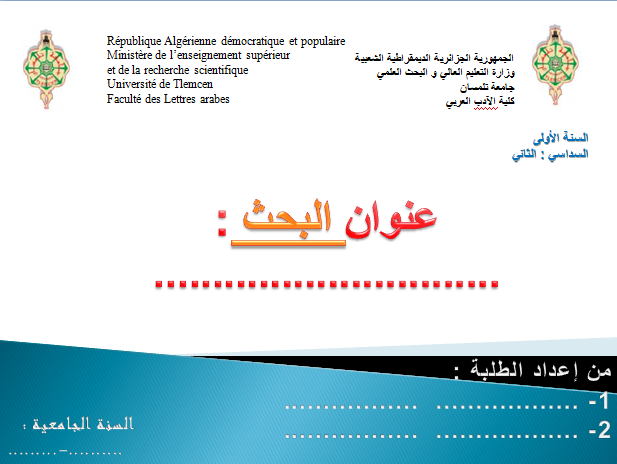 République Algérienne démocratique et populaire
Ministère de l’enseignement supérieur
et de la recherche scientifique
Université de Tlemcen
Faculté des Lettres arabes
الجمهورية الجزائرية الديمقراطية الشعبية
وزارة التعليم العالي و البحث العلمي
جامعة تلمسان
كلية الآدب العربي
السنة الأولى
السداسي : الثاني
عنوان البحث :
................................
من إعداد الطلبة :
1- .................. .................
2- .................. .................
السنة الجامعية :
..........–.........